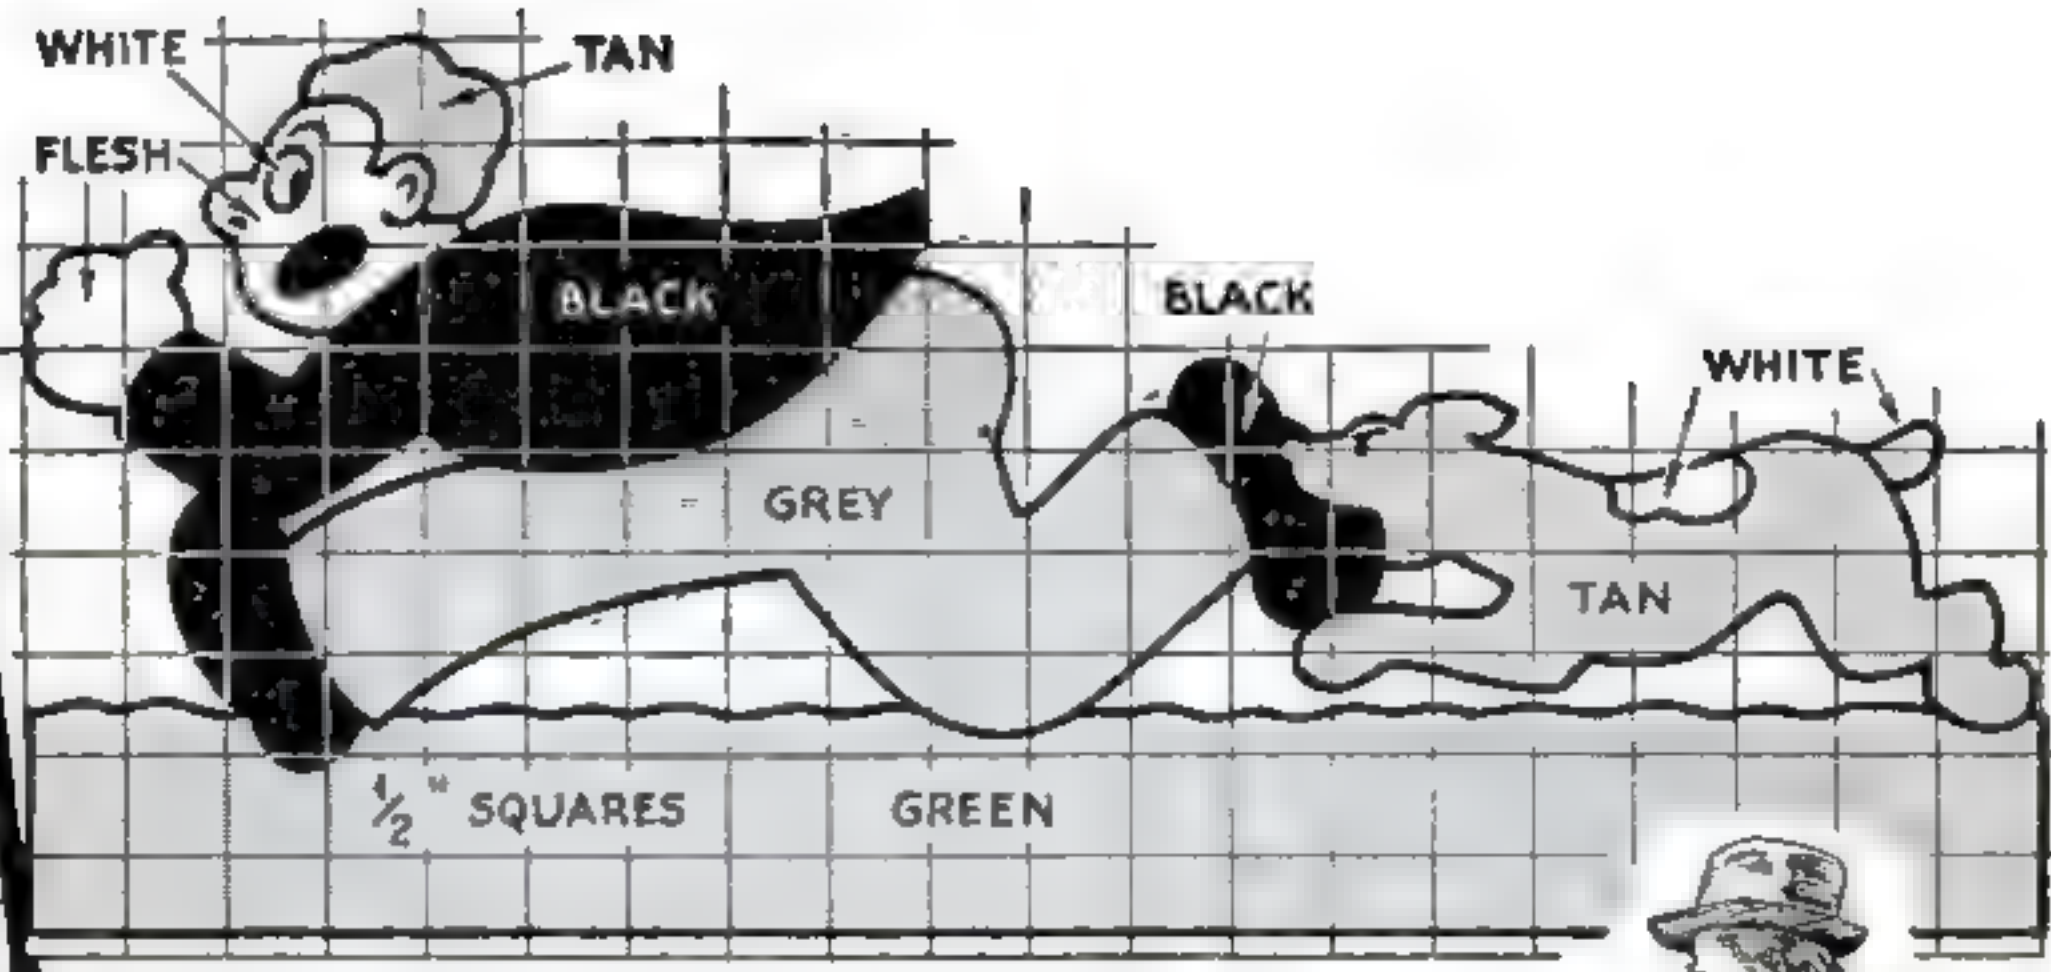 WHITE
TAN
FLESH
BLACK
BLACK
WHITE
GREY
TAN
1/2" SQUARES
GREEN